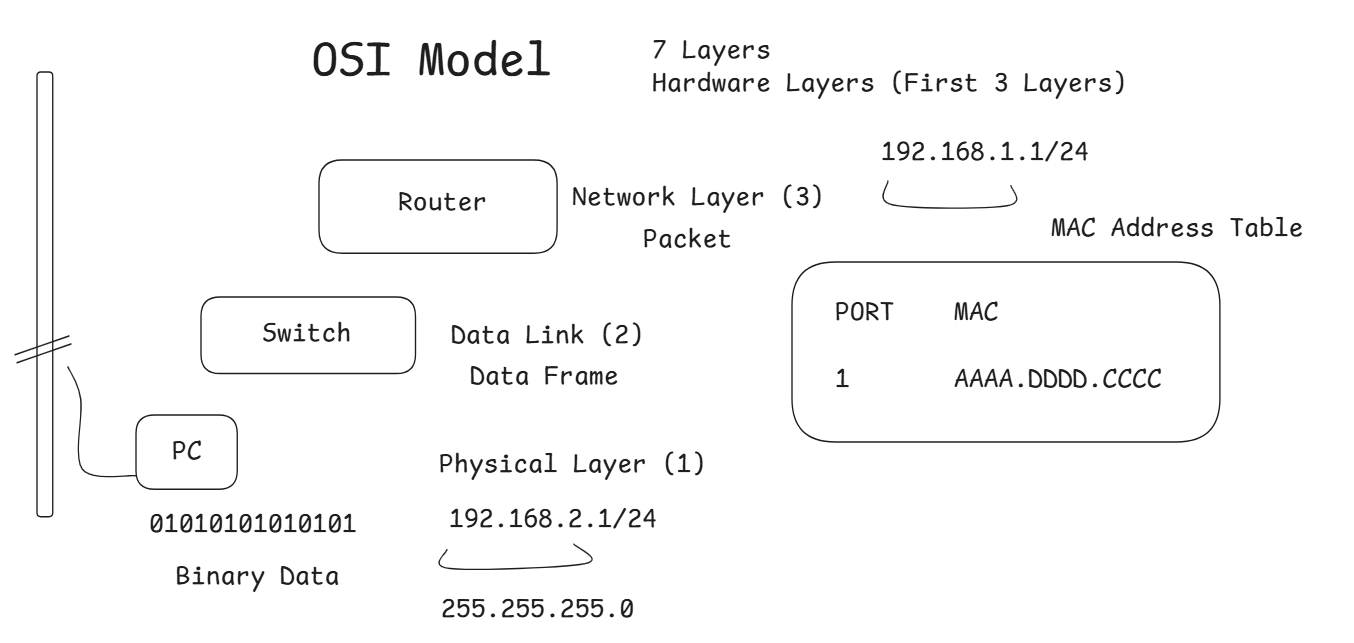 OSI Model
7 Layers
Hardware Layers (First 3 Layers)
192.168.1.1/24
Router
Network Layer (3)
Packet
MAC Address Table
PORT MAC
1 AAAA.DDDD.CCCC
Switch
Data Link (2)
Data Frame
PC
Physical Layer (1)
01010101010101
192.168.2.1/24
Binary Data
255.255.255.0